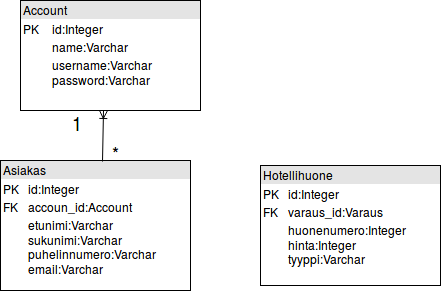 Account
PK id:Integer
name:Varchar
username:Varchar
password:Varchar
1
*
Asiakas
PK id:Integer
FK accoun_id:Account
etunimi:Varchar
sukunimi:Varchar
puhelinnumero:Varchar
email:Varchar
Hotellihuone
PK id:Integer
FK varaus_id:Varaus
huonenumero:Integer
hinta:Integer
tyyppi:Varchar